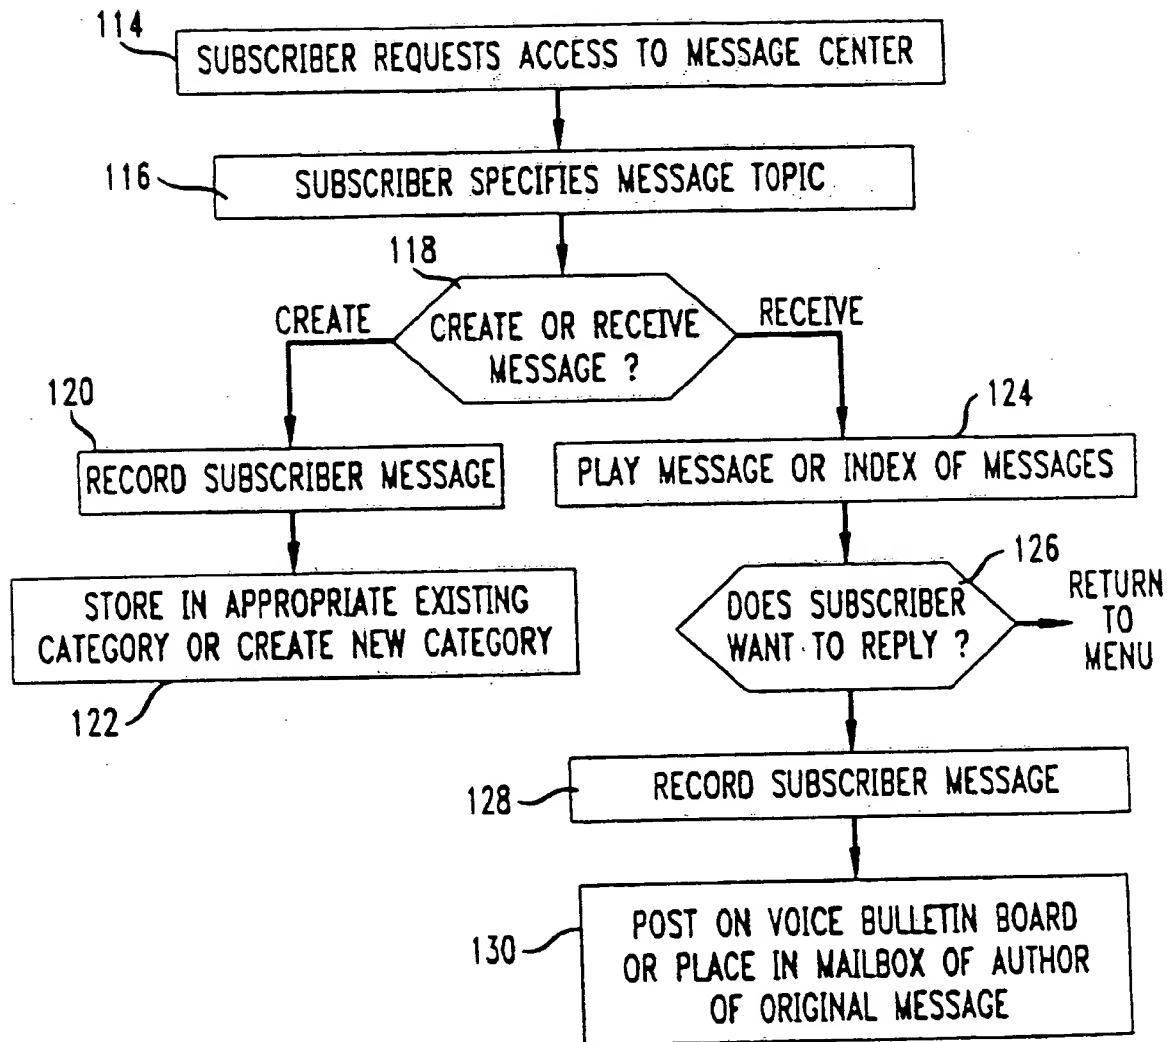 114
SUBSCRIBER REQUESTS ACCESS TO MESSAGE CENTER
116
SUBSCRIBER SPECIFIES MESSAGE TOPIC
118
CREATE
CREATE OR RECEIVE
MESSAGE ?
RECEIVE
120
RECORD SUBSCRIBER MESSAGE
124
PLAY MESSAGE OR INDEX OF MESSAGES
STORE IN APPROPRIATE EXISTING
CATEGORY OR CREATE NEW CATEGORY
122
126
DOES SUBSCRIBER
WANT TO REPLY ?
RETURN
TO
MENU
128
RECORD SUBSCRIBER MESSAGE
130
POST ON VOICE BULLETIN BOARD
OR PLACE IN MAILBOX OF AUTHOR
OF ORIGINAL MESSAGE